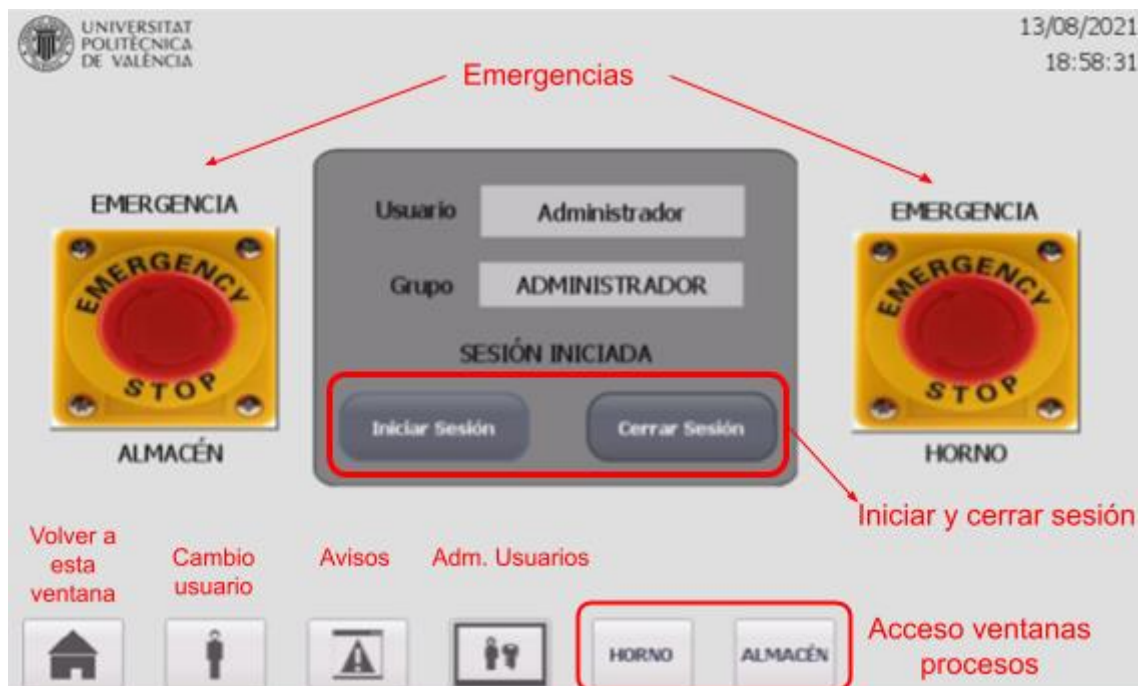 UNIVERSITAT
POLITÈCNICA
DE VALÈNCIA
13/08/2021
18:58:31
Emergencias
EMERGENCIA
EMERGENCY
STOP
ALMACÉN
Usuario Administrador
Grupo ADMINISTRADOR
SESIÓN INICIADA
Iniciar Sesión Cerrar Sesión
EMERGENCIA
EMERGENCY
STOP
HORNO
Iniciar y cerrar sesión
Volver a
esta
ventana
Cambio
usuario
Avisos
Adm. Usuarios
HORNO
ALMACÉN
Acceso ventanas
procesos